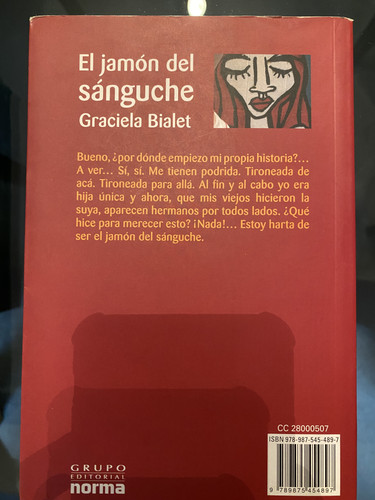 El jamón del
sánguche
Graciela Bialet
Bueno, ¿por dónde empiezo mi propia historia?...
A ver... Sí, sí. Me tienen podrida. Tironeada de
acá. Tironeada para allá. Al fin y al cabo yo era
hija única y ahora, que mis viejos hicieron la
suya, aparecen hermanos por todos lados. ¿Qué
hice para merecer esto? ¡Nada!... Estoy harta de
ser el jamón del sánguche.
CC 28000507
ISBN 978-987-545-489-7
9 789875 454897
GRUPO
EDITORIAL
norma